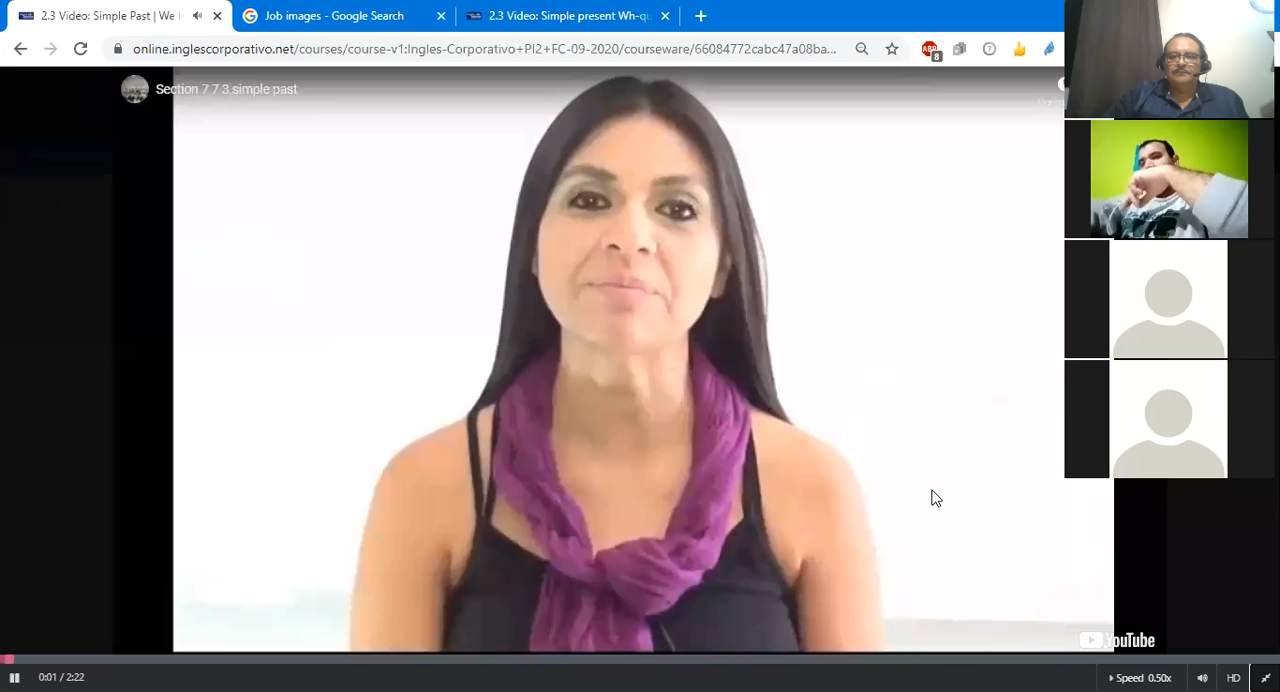 2.3 Video: Simple Past | We
Job images - Google Search
2.3 Video: Simple present Wh-qu
online.inglescorporativo.net/courses/course-v1:Ingles-Corporativo+PI2+FC-09-2020/courseware/66084772cabc47a08ba...
ABP
8
Section 7 7 3 simple past
YouTube
0:01 / 2:22
Speed 0.50x
HD